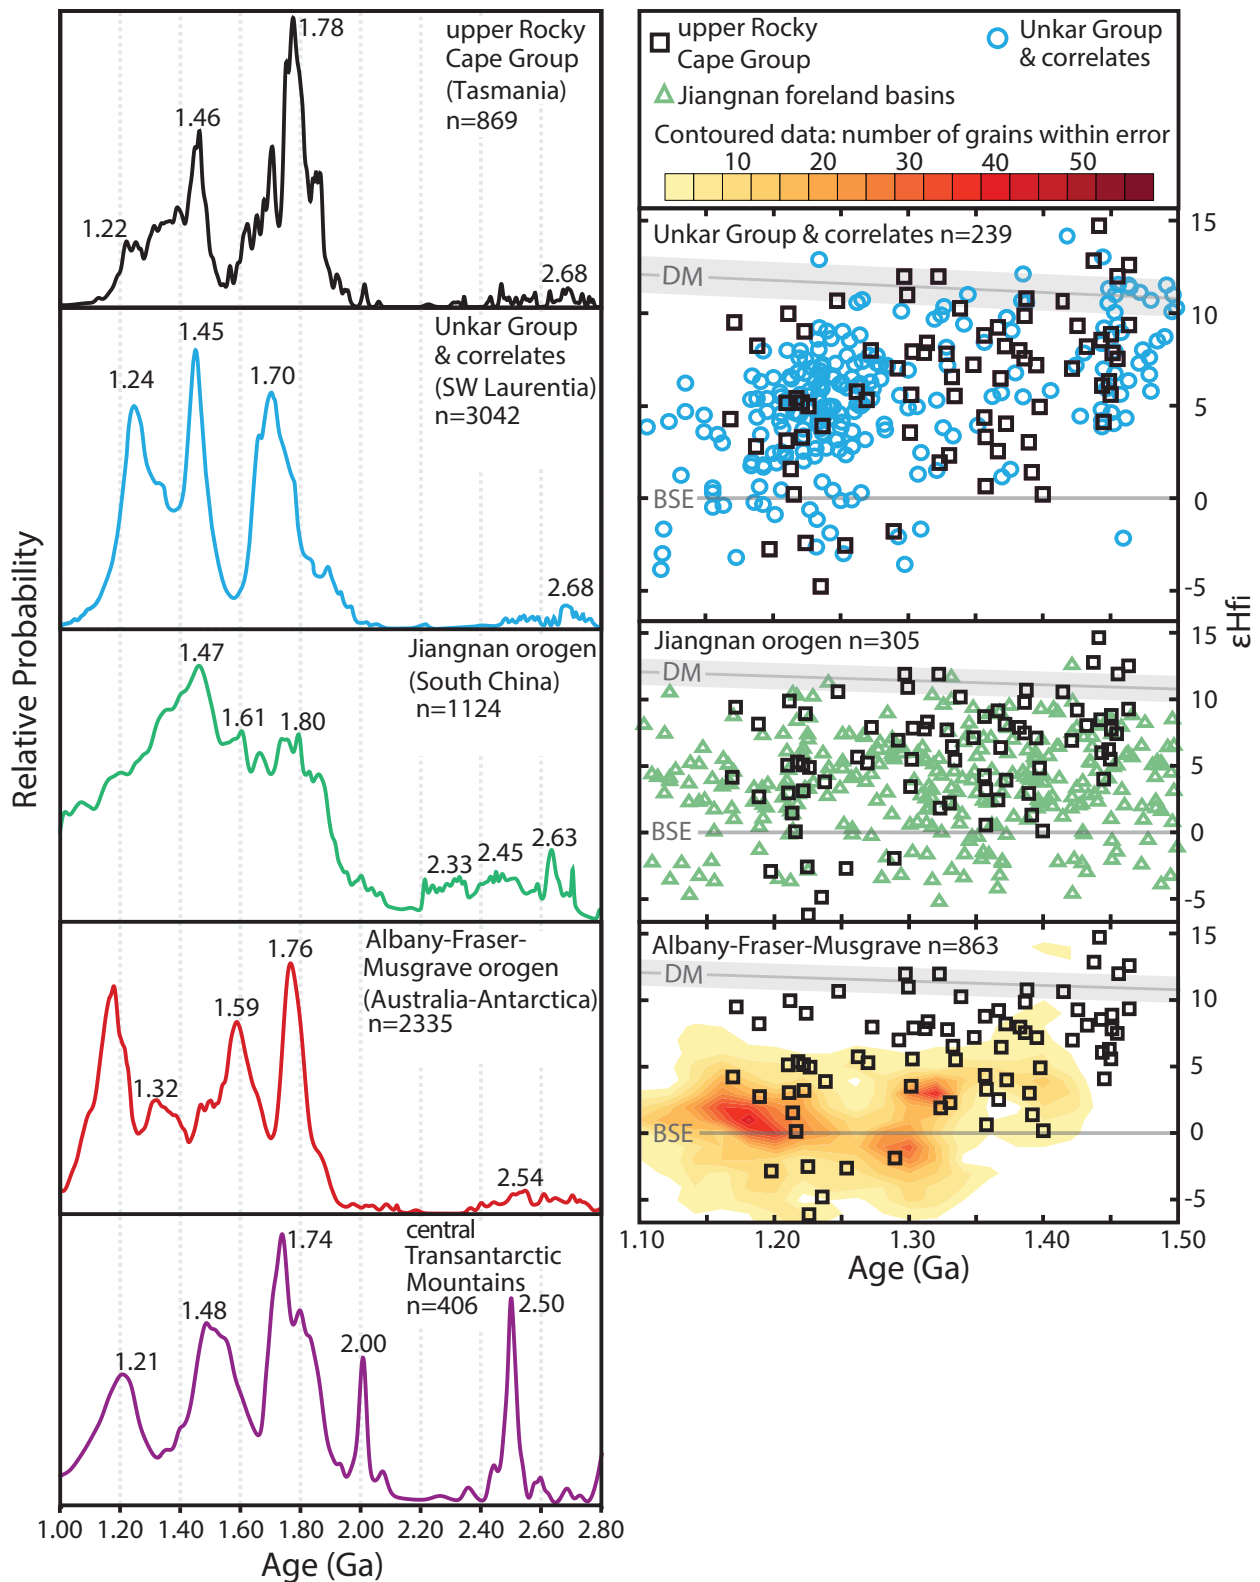 Relative Probability
1.78
upper Rocky
Cape Group
(Tasmania)
n=869
1.46
1.22
2.68
Unkar Group
& correlates
(SW Laurentia)
n=3042
1.45
1.24
1.70
2.68
Jiangnan orogen
(South China)
n=1124
1.47
1.61
1.80
2.33
2.45
2.63
Albany-Fraser-
Musgrave orogen
(Australia-Antarctica)
n=2335
1.76
1.59
1.32
2.54
central
Transantarctic
Mountains
n=406
1.74
1.48
1.21
2.00
2.50
1.00 1.20 1.40 1.60 1.80 2.00 2.20 2.40 2.60 2.80
Age (Ga)
upper Rocky
Cape Group
Unkar Group
& correlates
Jiangnan foreland basins
Contoured data: number of grains within error
10 20 30 40 50
Unkar Group & correlates n=239
DM
BSE
15
10
5
0
-5
εHfi
Jiangnan orogen n=305
DM
BSE
15
10
5
0
-5
Albany-Fraser-Musgrave n=863
DM
BSE
15
10
5
0
-5
1.10 1.20 1.30 1.40 1.50
Age (Ga)